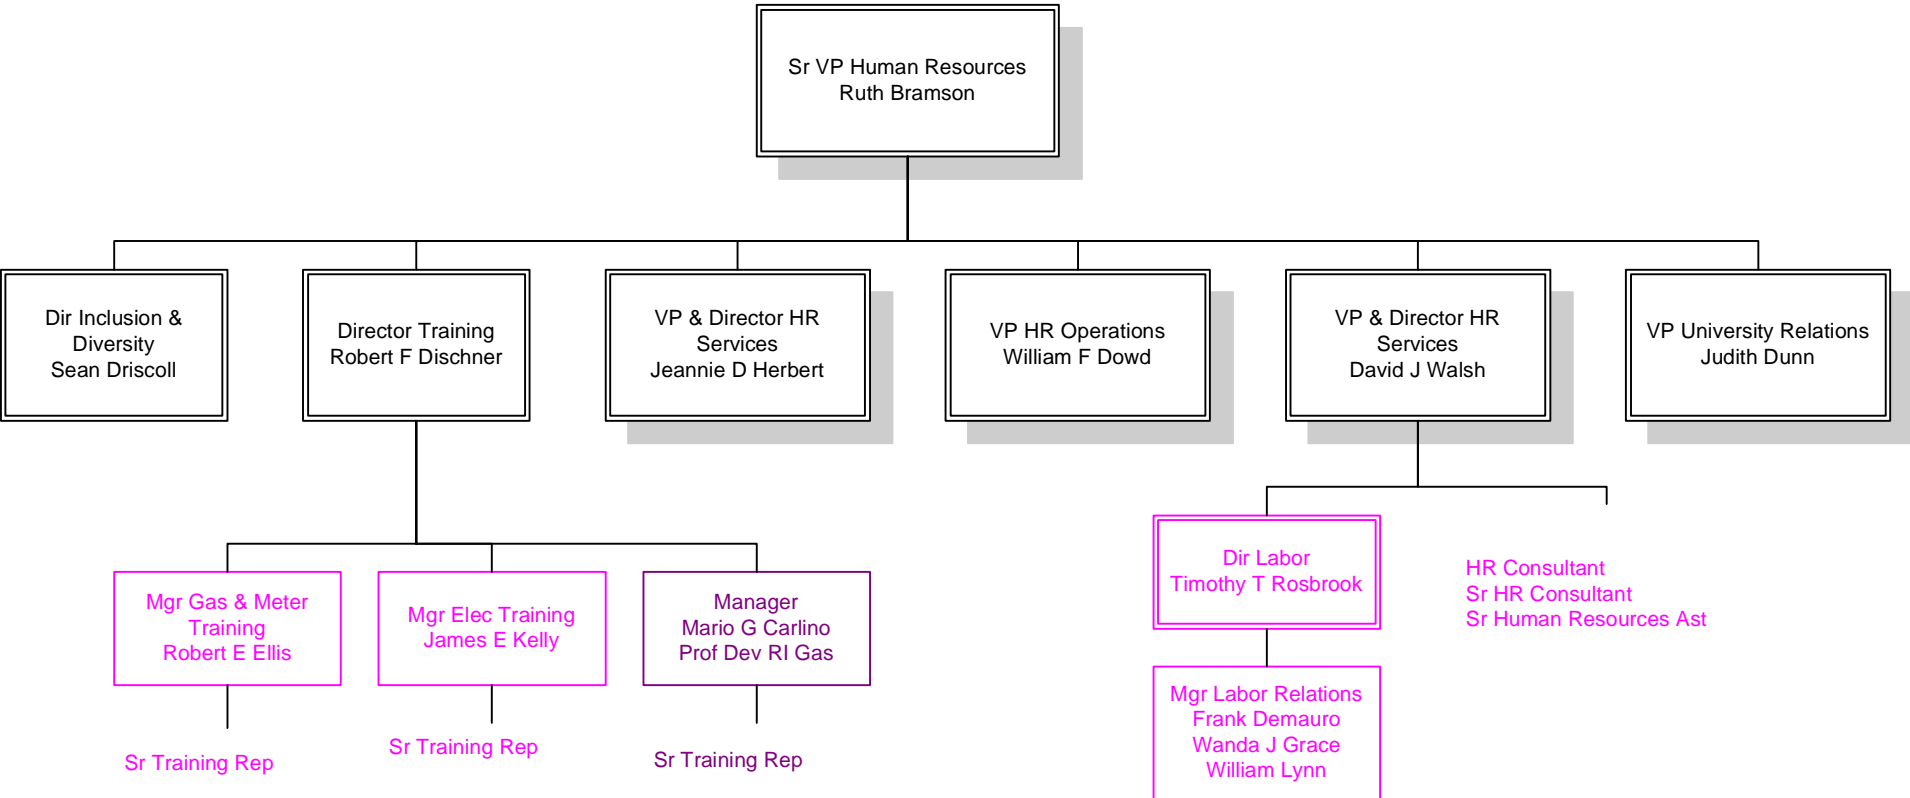 Sr VP Human Resources
Ruth Bramson
Dir Inclusion &
Diversity
Sean Driscoll
Director Training
Robert F Dischner
VP & Director HR
Services
Jeannie D Herbert
VP HR Operations
William F Dowd
VP & Director HR
Services
David J Walsh
VP University Relations
Judith Dunn
Mgr Gas & Meter
Training
Robert E Ellis
Mgr Elec Training
James E Kelly
Manager
Mario G Carlino
Prof Dev RI Gas
Dir Labor
Timothy T Rosbrook
HR Consultant
Sr HR Consultant
Sr Human Resources Ast
Sr Training Rep
Sr Training Rep
Sr Training Rep
Mgr Labor Relations
Frank Demauro
Wanda J Grace
William Lynn